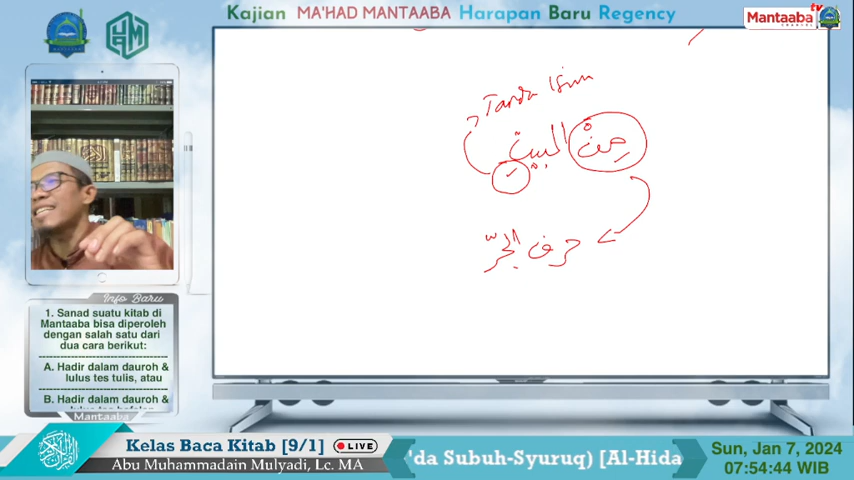 Kajian MA'HAD MANTAABA Harapan Baru Regency
Mantaaba tv
Tanda Isim
مِنْ البيتِ
حرف الجرّ
Info Baru
1. Sanad suatu kitab di
Mantaaba bisa diperoleh
dengan salah satu dari
dua cara berikut:
A. Hadir dalam dauroh &
lulus tes tulis, atau
B. Hadir dalam dauroh &
Mantaaba
Kelas Baca Kitab [9/1] LIVE
Abu Muhammadain Mulyadi, Lc. MA
'da Subuh-Syuruq) [Al-Hida
Sun, Jan 7, 2024
07:54:44 WIB